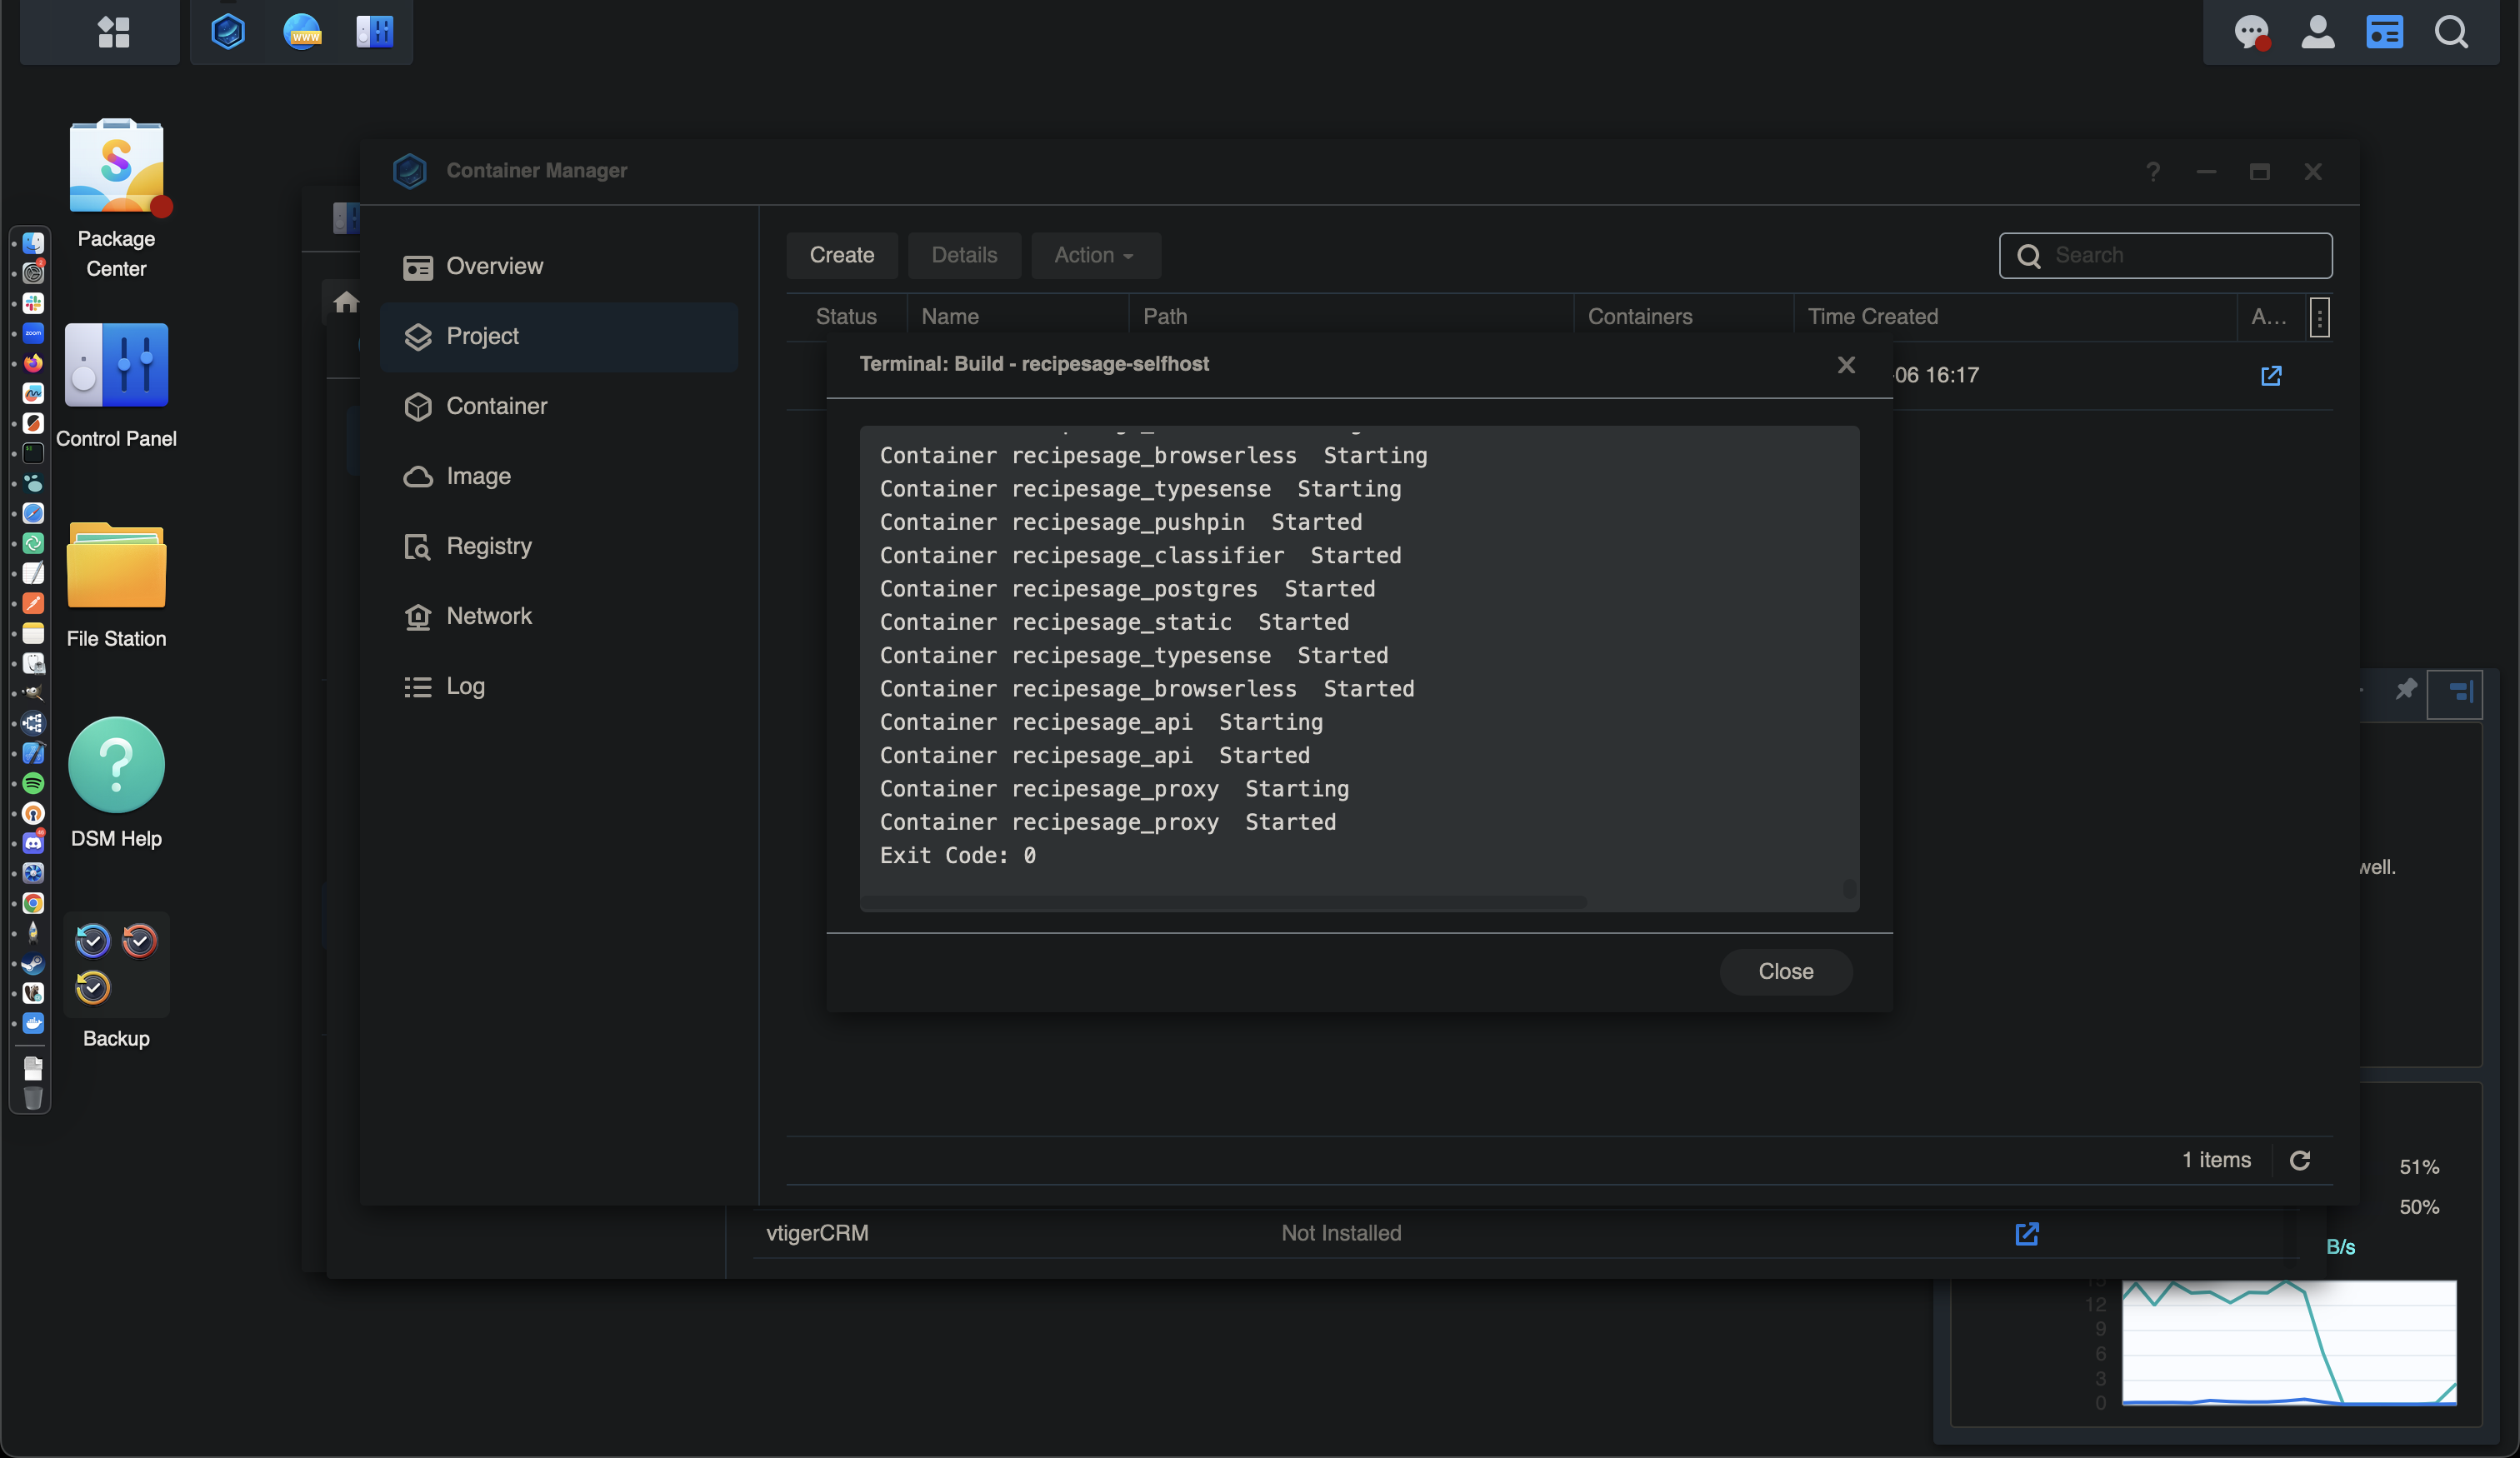 www
Package
Center
Control Panel
File Station
DSM Help
Backup
zoom
Container Manager
Overview
Project
Container
Image
Registry
Network
Log
Create
Details
Action
Search
Status
Name
Path
Containers
Time Created
A...
-06 16:17
Terminal: Build - recipesage-selfhost
Container recipesage_browserless  Starting
Container recipesage_typesense  Starting
Container recipesage_pushpin  Started
Container recipesage_classifier  Started
Container recipesage_postgres  Started
Container recipesage_static  Started
Container recipesage_typesense  Started
Container recipesage_browserless  Started
Container recipesage_api  Starting
Container recipesage_api  Started
Container recipesage_proxy  Starting
Container recipesage_proxy  Started
Exit Code: 0
Close
1 items
well.
51%
50%
B/s
vtigerCRM
Not Installed
15
12
9
6
3
0